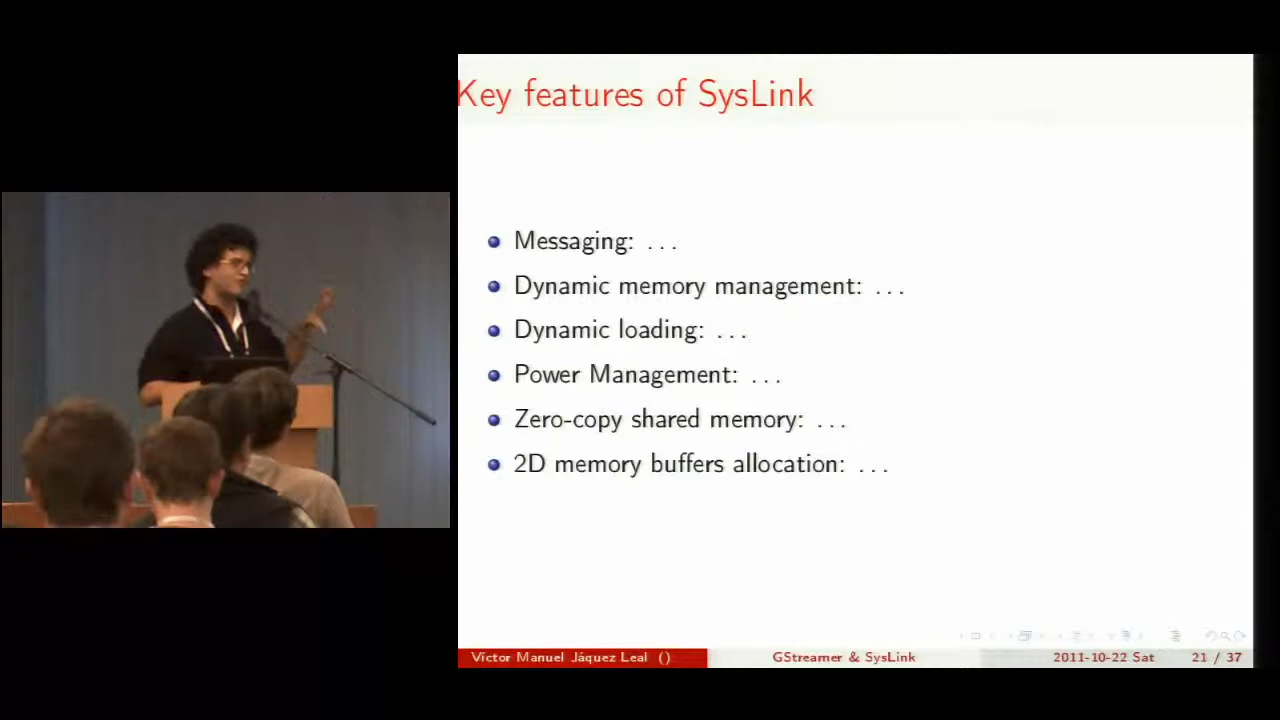 Key features of SysLink
Messaging: ...
Dynamic memory management: ...
Dynamic loading: ...
Power Management: ...
Zero-copy shared memory: ...
2D memory buffers allocation: ...
Víctor Manuel Jáquez Leal () GStreamer & SysLink 2011-10-22 Sat 21 / 37